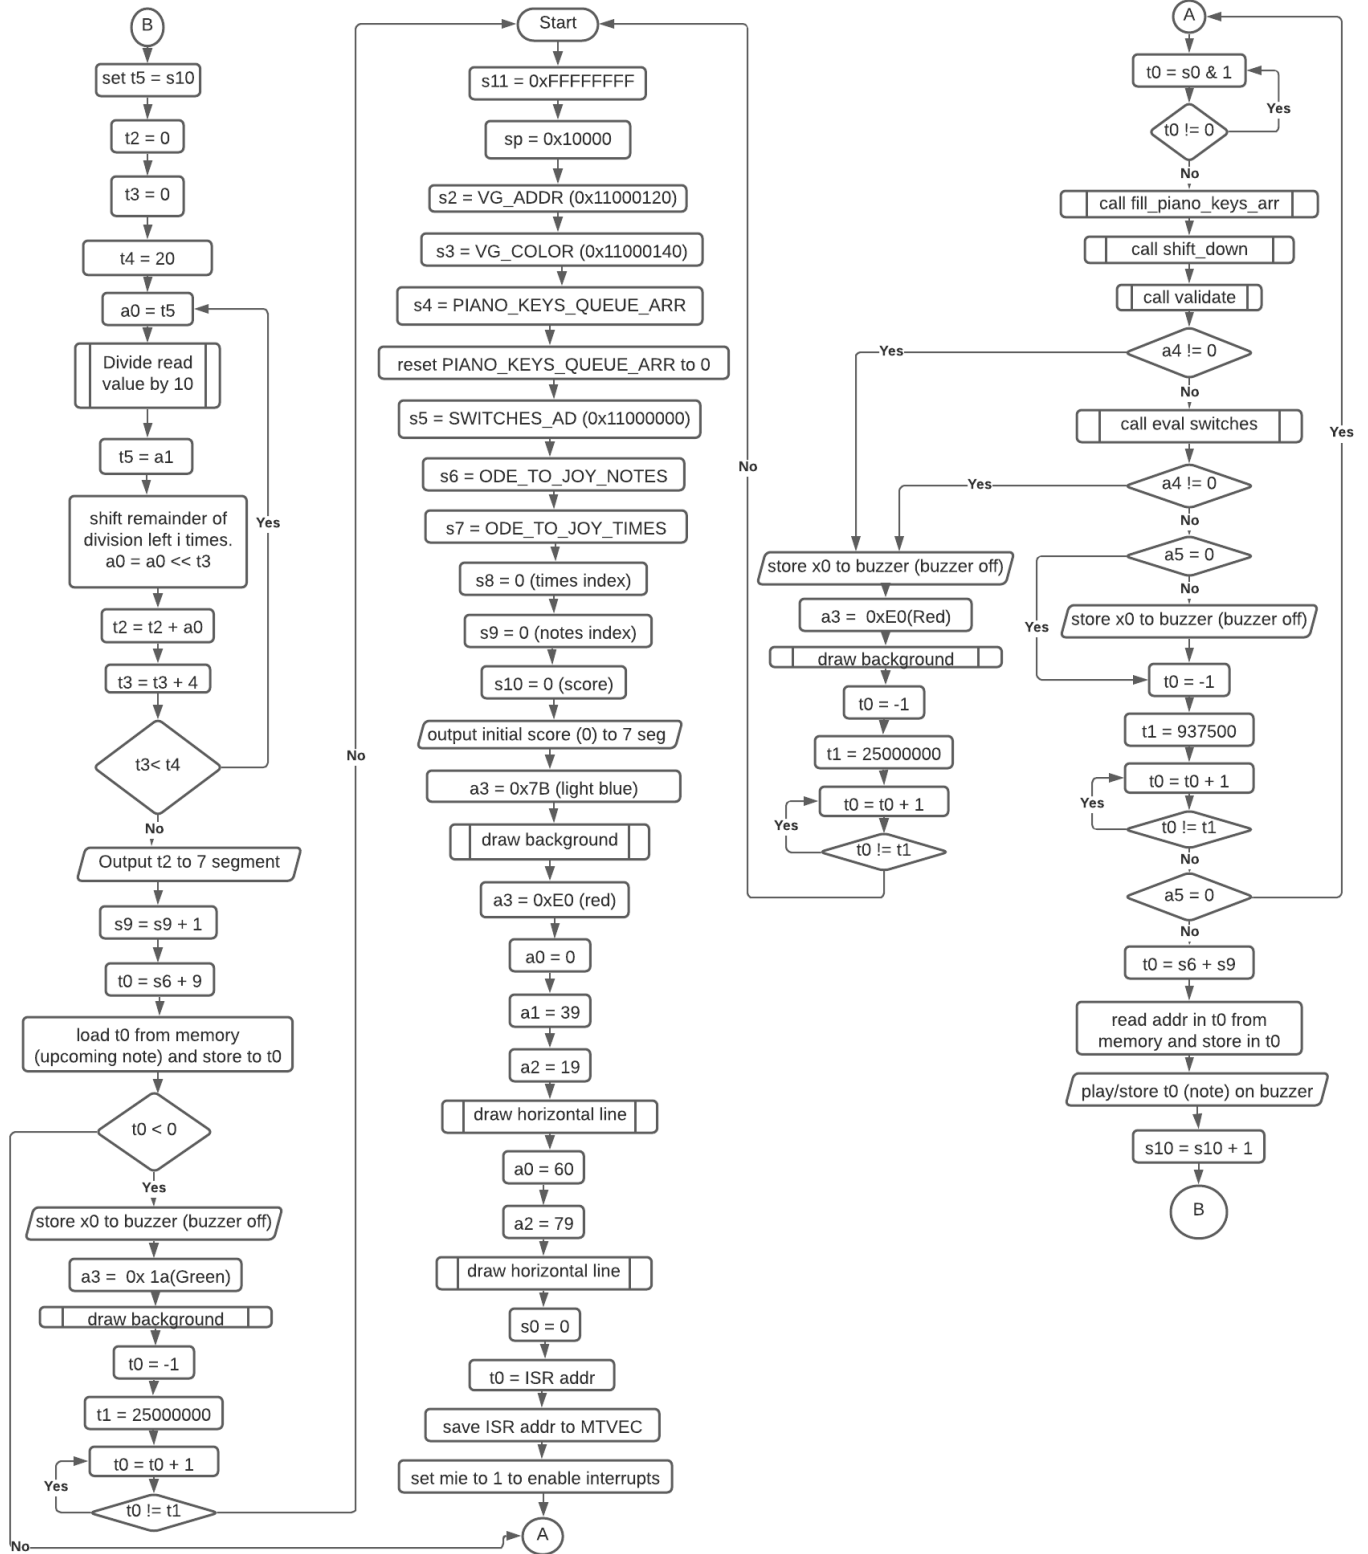 B
set t5 = s10
t2 = 0
t3 = 0
t4 = 20
a0 = t5
Divide read
value by 10
t5 = a1
shift remainder of
division left i times.
a0 = a0 << t3
Yes
t2 = t2 + a0
t3 = t3 + 4
t3< t4
No
Output t2 to 7 segment
s9 = s9 + 1
t0 = s6 + 9
load t0 from memory
(upcoming note) and store to t0
t0 < 0
Yes
store x0 to buzzer (buzzer off)
a3 = 0x 1a(Green)
draw background
t0 = -1
t1 = 25000000
t0 = t0 + 1
Yes
t0 != t1
No
No
Start
s11 = 0xFFFFFFFF
sp = 0x10000
s2 = VG_ADDR (0x11000120)
s3 = VG_COLOR (0x11000140)
s4 = PIANO_KEYS_QUEUE_ARR
reset PIANO_KEYS_QUEUE_ARR to 0
s5 = SWITCHES_AD (0x11000000)
s6 = ODE_TO_JOY_NOTES
s7 = ODE_TO_JOY_TIMES
s8 = 0 (times index)
s9 = 0 (notes index)
s10 = 0 (score)
output initial score (0) to 7 seg
a3 = 0x7B (light blue)
draw background
a3 = 0xE0 (red)
a0 = 0
a1 = 39
a2 = 19
draw horizontal line
a0 = 60
a2 = 79
draw horizontal line
s0 = 0
t0 = ISR addr
save ISR addr to MTVEC
set mie to 1 to enable interrupts
A
No
store x0 to buzzer (buzzer off)
a3 = 0xE0(Red)
draw background
t0 = -1
t1 = 25000000
t0 = t0 + 1
Yes
t0 != t1
A
t0 = s0 & 1
Yes
t0 != 0
No
call fill_piano_keys_arr
call shift_down
call validate
a4 != 0
Yes
No
call eval switches
Yes
a4 != 0
Yes
No
a5 = 0
No
store x0 to buzzer (buzzer off)
Yes
t0 = -1
t1 = 937500
t0 = t0 + 1
Yes
t0 != t1
No
a5 = 0
No
t0 = s6 + s9
read addr in t0 from
memory and store in t0
play/store t0 (note) on buzzer
s10 = s10 + 1
B